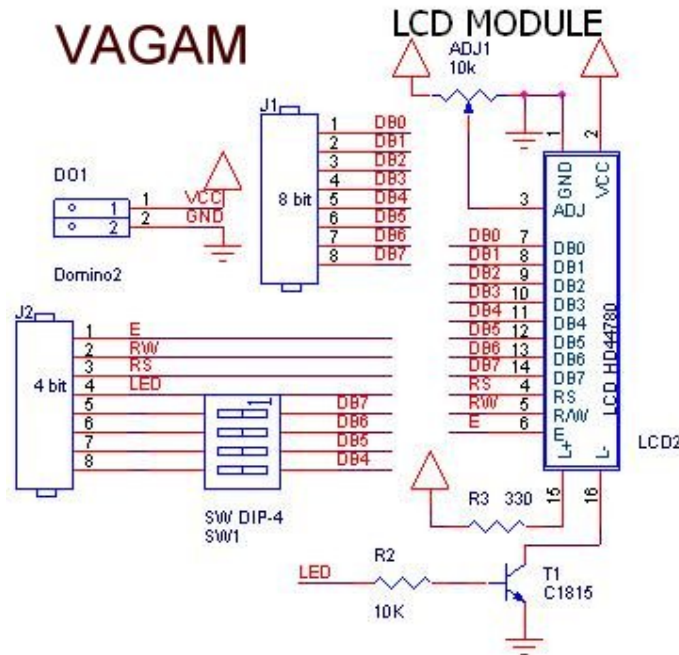 VAGAM
LCD MODULE
ADJ1
10k
J1
8 bit
1 DB0
2 DB1
3 DB2
4 DB3
5 DB4
6 DB5
7 DB6
8 DB7
DO1
1 1 VCC
2 2 GND
Domino2
J2
4 bit
1 E
2 RW
3 RS
4 LED
5 DB7
6 DB6
7 DB5
8 DB4
1
SW DIP-4
SW1
1 GND
2 VCC
3 ADJ
DB0 7 DB0
DB1 8 DB1
DB2 9 DB2
DB3 10 DB3
DB4 11 DB4
DB5 12 DB5
DB6 13 DB6
DB7 14 DB7
RS 4 RS
RW 5 R/W
E 6 E
LCD HD44780
L+ L-
LCD2
15 16
R3 330
LED
R2
10K
T1
C1815